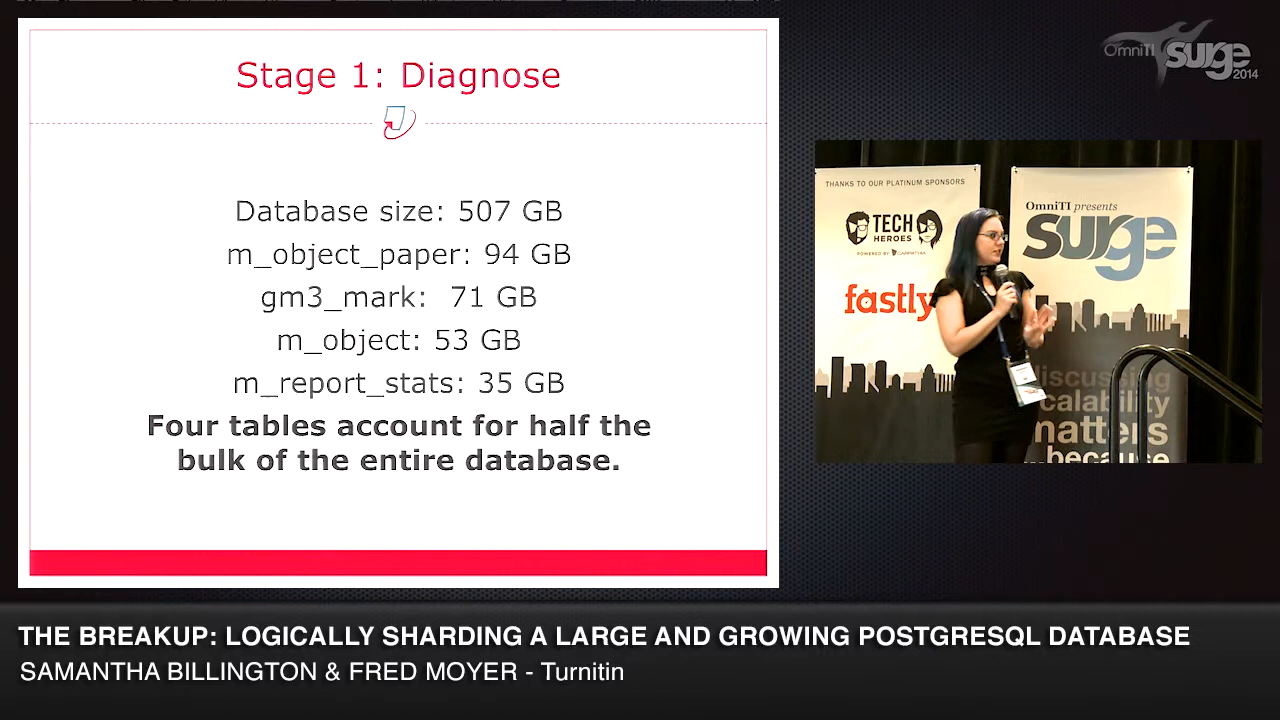 Stage 1: Diagnose
Database size: 507 GB
m_object_paper: 94 GB
gm3_mark: 71 GB
m_object: 53 GB
m_report_stats: 35 GB
Four tables account for half the
bulk of the entire database.
OmniTI surge
2014
THANKS TO OUR PLATINUM SPONSORS
TECH
HEROES
POWERED BY
fastly
OmniTI presents
surge
discussing
scalability
matters
...because
THE BREAKUP: LOGICALLY SHARDING A LARGE AND GROWING POSTGRESQL DATABASE
SAMANTHA BILLINGTON & FRED MOYER - Turnitin